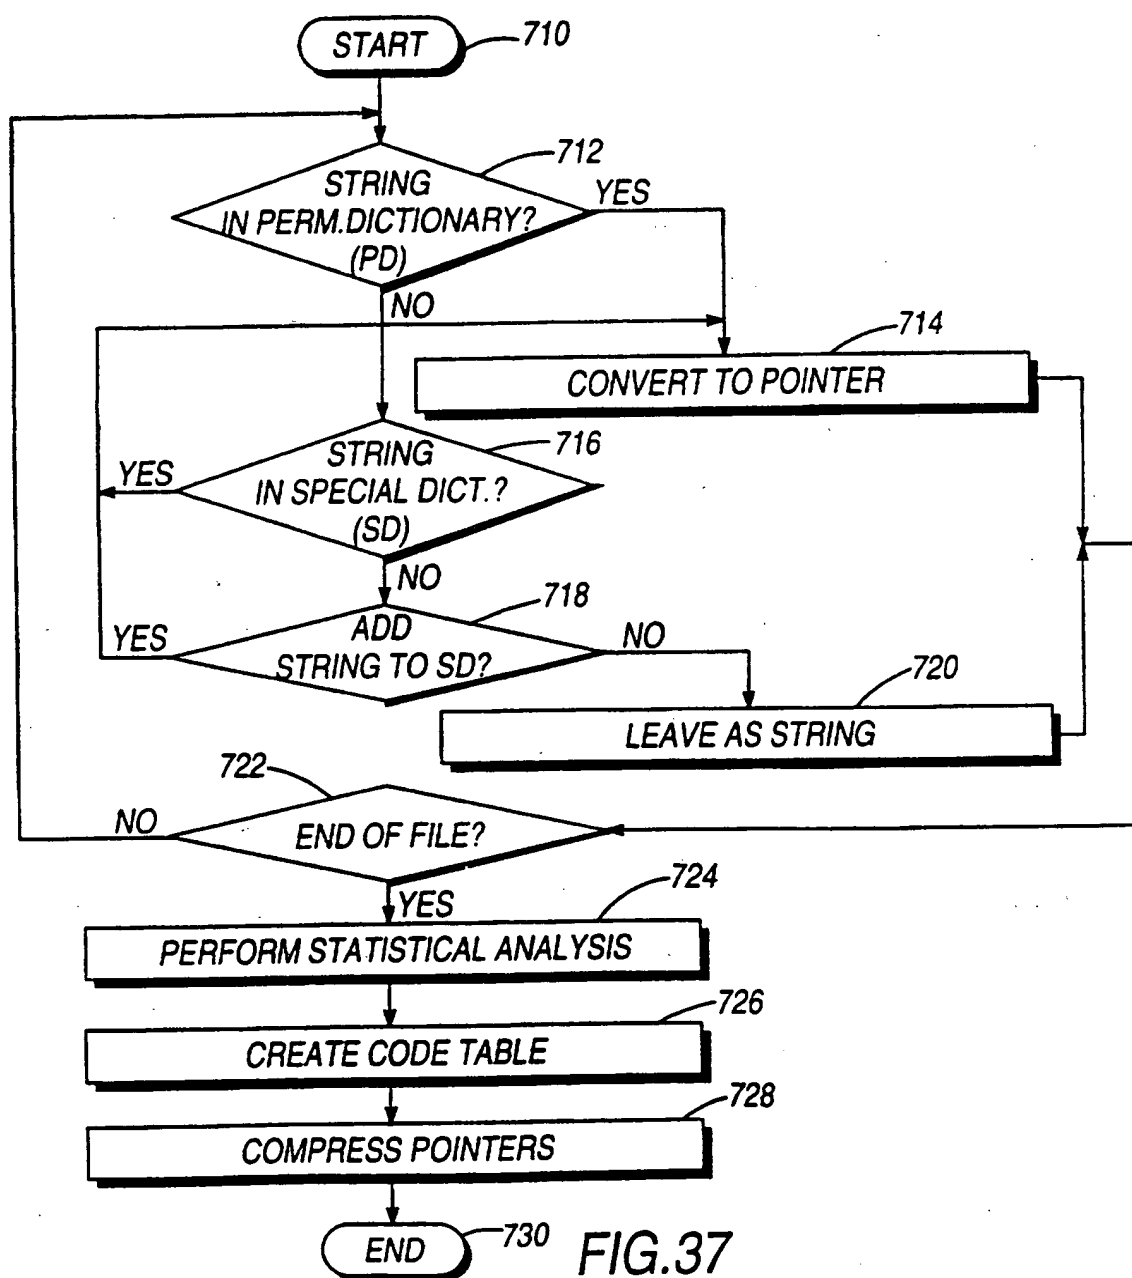 START
710
712
STRING
IN PERM.DICTIONARY?
(PD)
YES
NO
714
CONVERT TO POINTER
716
STRING
IN SPECIAL DICT.?
(SD)
YES
NO
718
ADD
STRING TO SD?
YES
NO
720
LEAVE AS STRING
722
END OF FILE?
NO
YES
724
PERFORM STATISTICAL ANALYSIS
726
CREATE CODE TABLE
728
COMPRESS POINTERS
END
730
FIG.37